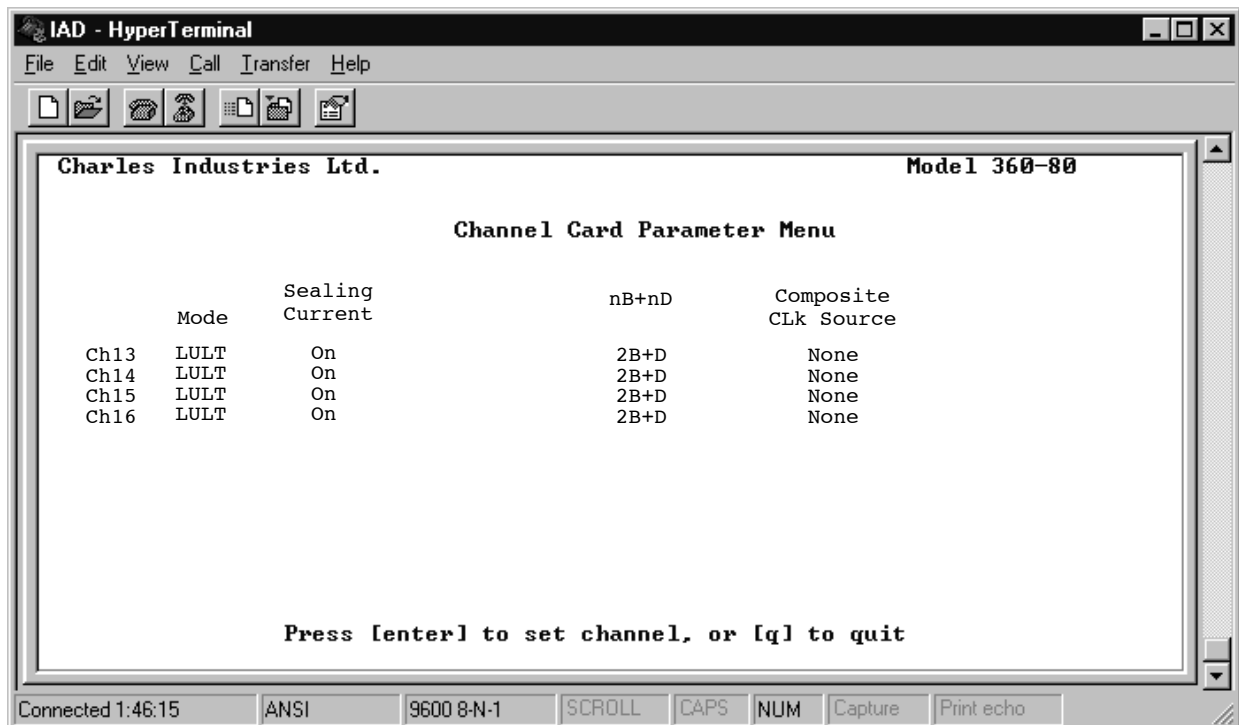 IAD - HyperTerminal
File Edit View Call Transfer Help
Charles Industries Ltd. Model 360-80
Channel Card Parameter Menu
Sealing nB+nD Composite
Mode Current CLk Source
Ch13 LULT On 2B+D None
Ch14 LULT On 2B+D None
Ch15 LULT On 2B+D None
Ch16 LULT On 2B+D None
Press [enter] to set channel, or [q] to quit
Connected 1:46:15 ANSI 9600 8-N-1 SCROLL CAPS NUM Capture Print echo